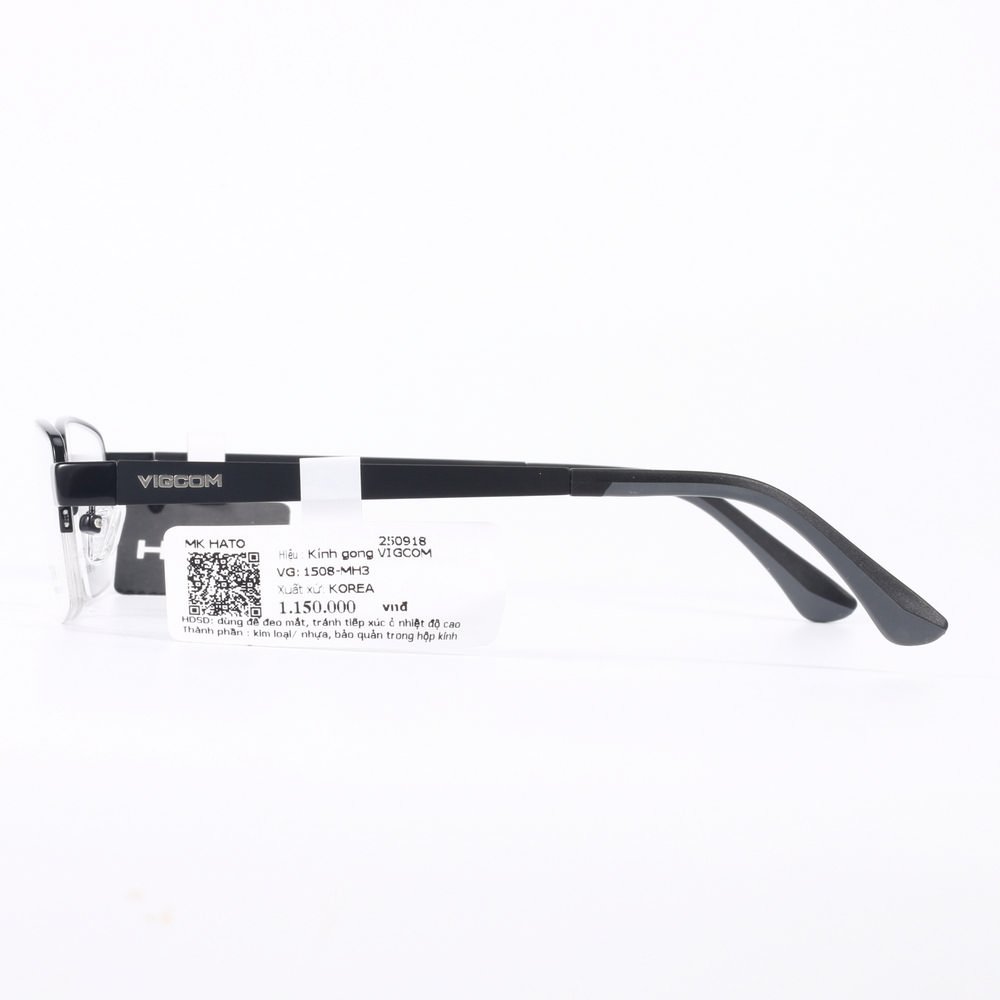 VIGCOM
H
MK HATO 250918
Hiệu : Kính gọng VIGCOM
VG: 1508-MH3
Xuất xứ: KOREA
1.150.000 vnđ
HDSD: dùng để đeo mắt, tránh tiếp xúc ở nhiệt độ cao
Thành phần : kim loại/ nhựa, bảo quản trong hộp kính